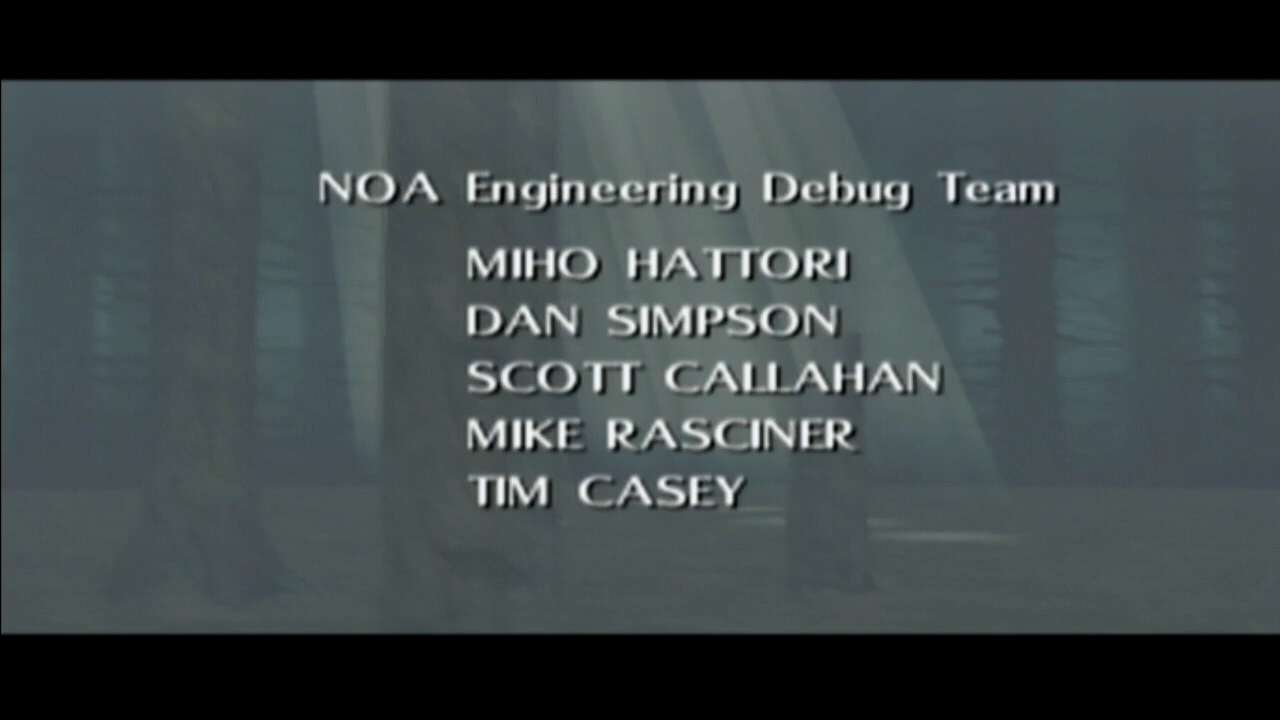 NOA Engineering Debug Team
MIHO HATTORI
DAN SIMPSON
SCOTT CALLAHAN
MIKE RASCINER
TIM CASEY